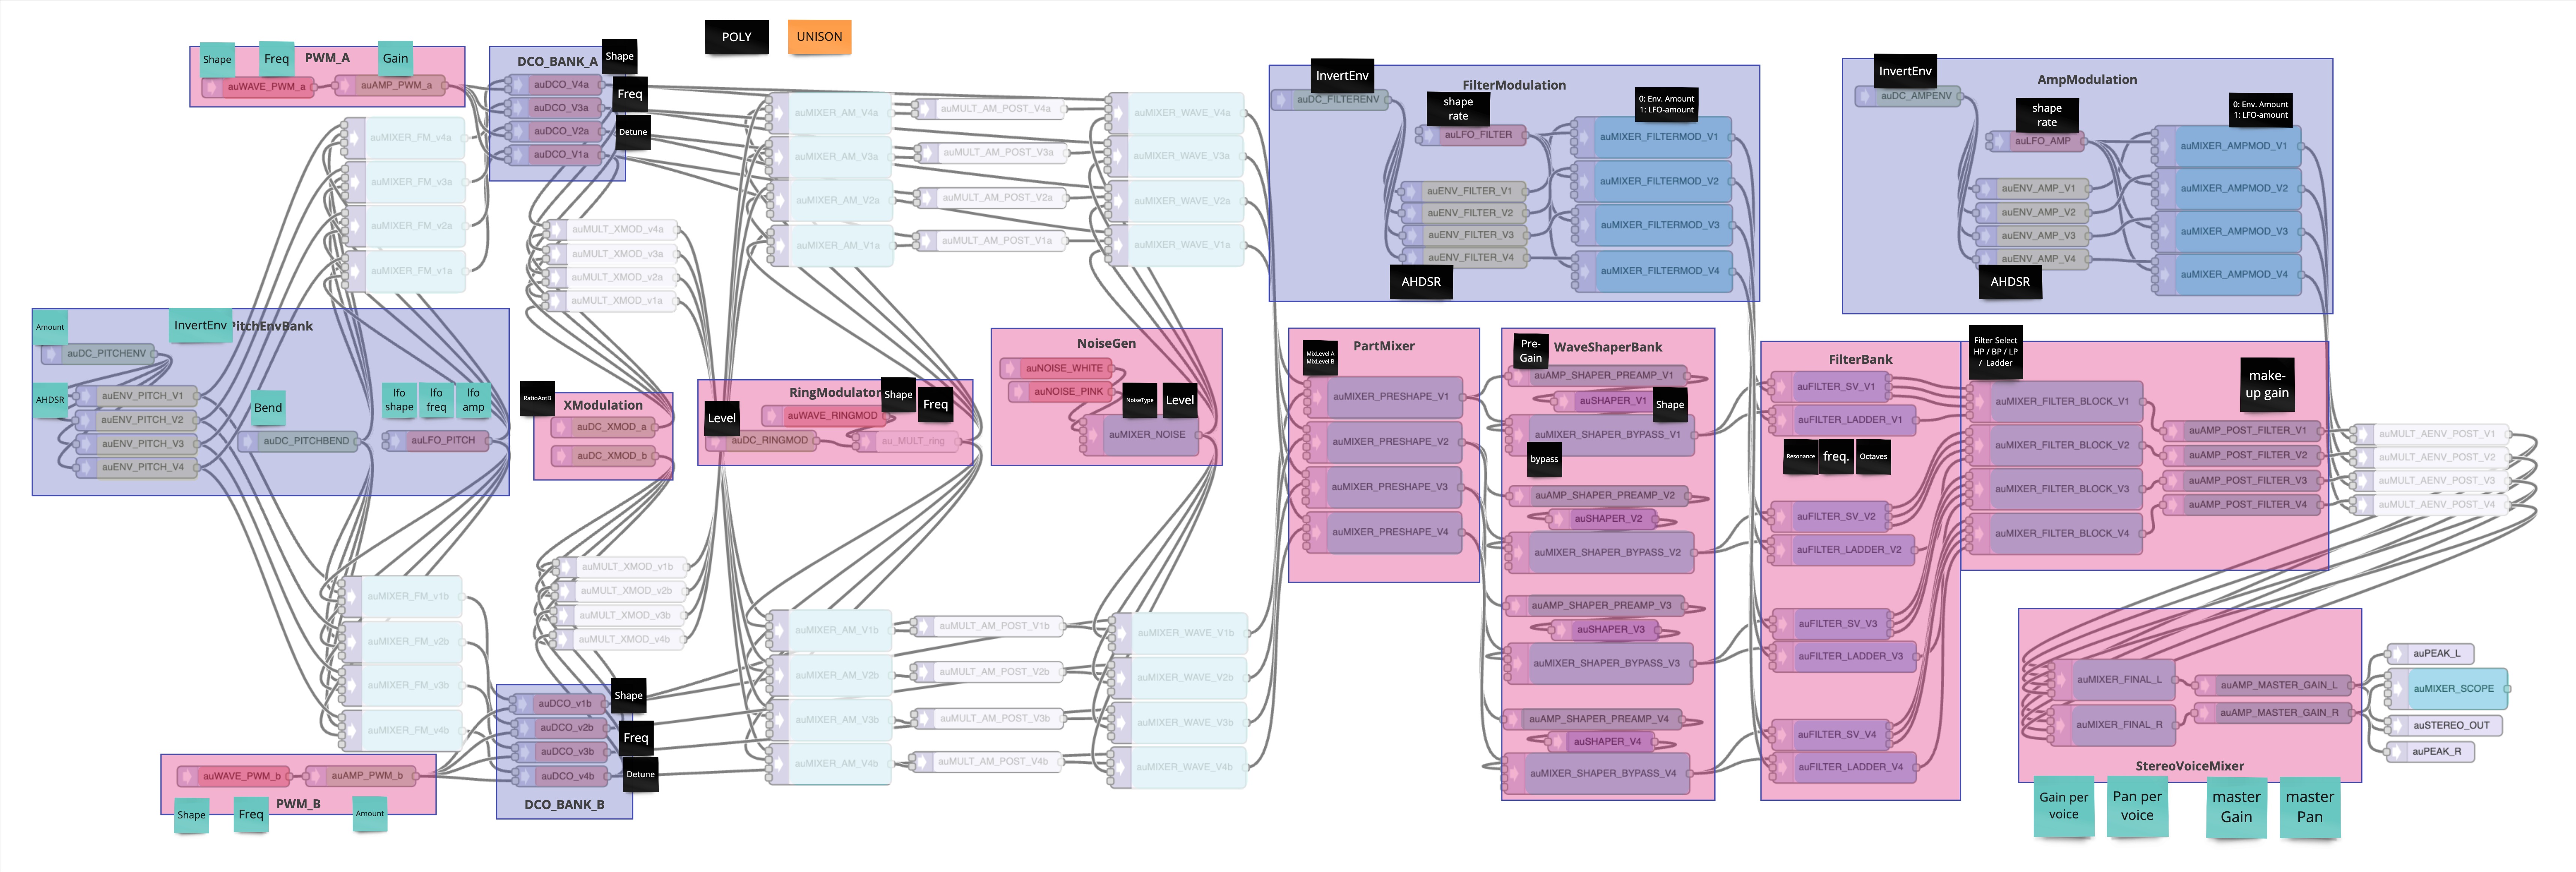 POLY
UNISON
Shape
Freq
PWM_A
Gain
auWAVE_PWM_a
auAMP_PWM_a
DCO_BANK_A
Shape
Freq
Detune
auDCO_V4a
auDCO_V3a
auDCO_V2a
auDCO_V1a
auMIXER_FM_v4a
auMIXER_FM_v3a
auMIXER_FM_v2a
auMIXER_FM_v1a
auMULT_XMOD_v4a
auMULT_XMOD_v3a
auMULT_XMOD_v2a
auMULT_XMOD_v1a
auMIXER_AM_V4a
auMIXER_AM_V3a
auMIXER_AM_V2a
auMIXER_AM_V1a
auMULT_AM_POST_V4a
auMULT_AM_POST_V3a
auMULT_AM_POST_V2a
auMULT_AM_POST_V1a
auMIXER_WAVE_V4a
auMIXER_WAVE_V3a
auMIXER_WAVE_V2a
auMIXER_WAVE_V1a
InvertEnv
FilterModulation
auDC_FILTERENV
shape
rate
auLFO_FILTER
0: Env. Amount
1: LFO-amount
auENV_FILTER_V1
auENV_FILTER_V2
auENV_FILTER_V3
auENV_FILTER_V4
AHDSR
auMIXER_FILTERMOD_V1
auMIXER_FILTERMOD_V2
auMIXER_FILTERMOD_V3
auMIXER_FILTERMOD_V4
InvertEnv
AmpModulation
auDC_AMPENV
shape
rate
auLFO_AMP
0: Env. Amount
1: LFO-amount
auENV_AMP_V1
auENV_AMP_V2
auENV_AMP_V3
auENV_AMP_V4
AHDSR
auMIXER_AMPMOD_V1
auMIXER_AMPMOD_V2
auMIXER_AMPMOD_V3
auMIXER_AMPMOD_V4
Amount
InvertEnv
PitchEnvBank
auDC_PITCHENV
AHDSR
auENV_PITCH_V1
auENV_PITCH_V2
auENV_PITCH_V3
auENV_PITCH_V4
Bend
auDC_PITCHBEND
lfo
shape
lfo
freq
lfo
amp
auLFO_PITCH
RatioAotB
XModulation
auDC_XMOD_a
auDC_XMOD_b
RingModulator
Level
Shape
Freq
auWAVE_RINGMOD
auDC_RINGMOD
au_MULT_ring
NoiseGen
auNOISE_WHITE
auNOISE_PINK
NoiseType
Level
auMIXER_NOISE
MixLevel A
MixLevel B
PartMixer
auMIXER_PRESHAPE_V1
auMIXER_PRESHAPE_V2
auMIXER_PRESHAPE_V3
auMIXER_PRESHAPE_V4
Pre-
Gain
WaveShaperBank
auAMP_SHAPER_PREAMP_V1
auSHAPER_V1
Shape
auMIXER_SHAPER_BYPASS_V1
bypass
auAMP_SHAPER_PREAMP_V2
auSHAPER_V2
auMIXER_SHAPER_BYPASS_V2
auAMP_SHAPER_PREAMP_V3
auSHAPER_V3
auMIXER_SHAPER_BYPASS_V3
auAMP_SHAPER_PREAMP_V4
auSHAPER_V4
auMIXER_SHAPER_BYPASS_V4
FilterBank
auFILTER_SV_V1
auFILTER_LADDER_V1
Resonance
freq.
Octaves
auFILTER_SV_V2
auFILTER_LADDER_V2
auFILTER_SV_V3
auFILTER_LADDER_V3
auFILTER_SV_V4
auFILTER_LADDER_V4
Filter Select
HP / BP / LP
/ Ladder
auMIXER_FILTER_BLOCK_V1
auMIXER_FILTER_BLOCK_V2
auMIXER_FILTER_BLOCK_V3
auMIXER_FILTER_BLOCK_V4
make-
up gain
auAMP_POST_FILTER_V1
auAMP_POST_FILTER_V2
auAMP_POST_FILTER_V3
auAMP_POST_FILTER_V4
auMULT_AENV_POST_V1
auMULT_AENV_POST_V2
auMULT_AENV_POST_V3
auMULT_AENV_POST_V4
auMIXER_FM_v1b
auMIXER_FM_v2b
auMIXER_FM_v3b
auMIXER_FM_v4b
auMULT_XMOD_v1b
auMULT_XMOD_v2b
auMULT_XMOD_v3b
auMULT_XMOD_v4b
auDCO_v1b
auDCO_v2b
auDCO_v3b
auDCO_v4b
DCO_BANK_B
Shape
Freq
Detune
auWAVE_PWM_b
auAMP_PWM_b
PWM_B
Shape
Freq
Amount
auMIXER_AM_V1b
auMIXER_AM_V2b
auMIXER_AM_V3b
auMIXER_AM_V4b
auMULT_AM_POST_V1b
auMULT_AM_POST_V2b
auMULT_AM_POST_V3b
auMULT_AM_POST_V4b
auMIXER_WAVE_V1b
auMIXER_WAVE_V2b
auMIXER_WAVE_V3b
auMIXER_WAVE_V4b
auMIXER_FINAL_L
auMIXER_FINAL_R
auAMP_MASTER_GAIN_L
auAMP_MASTER_GAIN_R
StereoVoiceMixer
auPEAK_L
auMIXER_SCOPE
auSTEREO_OUT
auPEAK_R
Gain per
voice
Pan per
voice
master
Gain
master
Pan